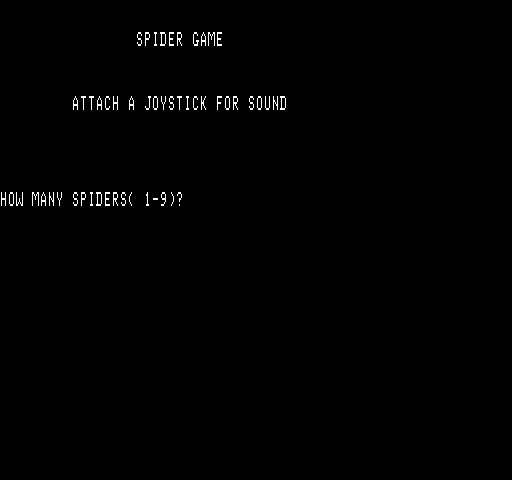 SPIDER GAME
ATTACH A JOYSTICK FOR SOUND
HOW MANY SPIDERS( 1-9)?